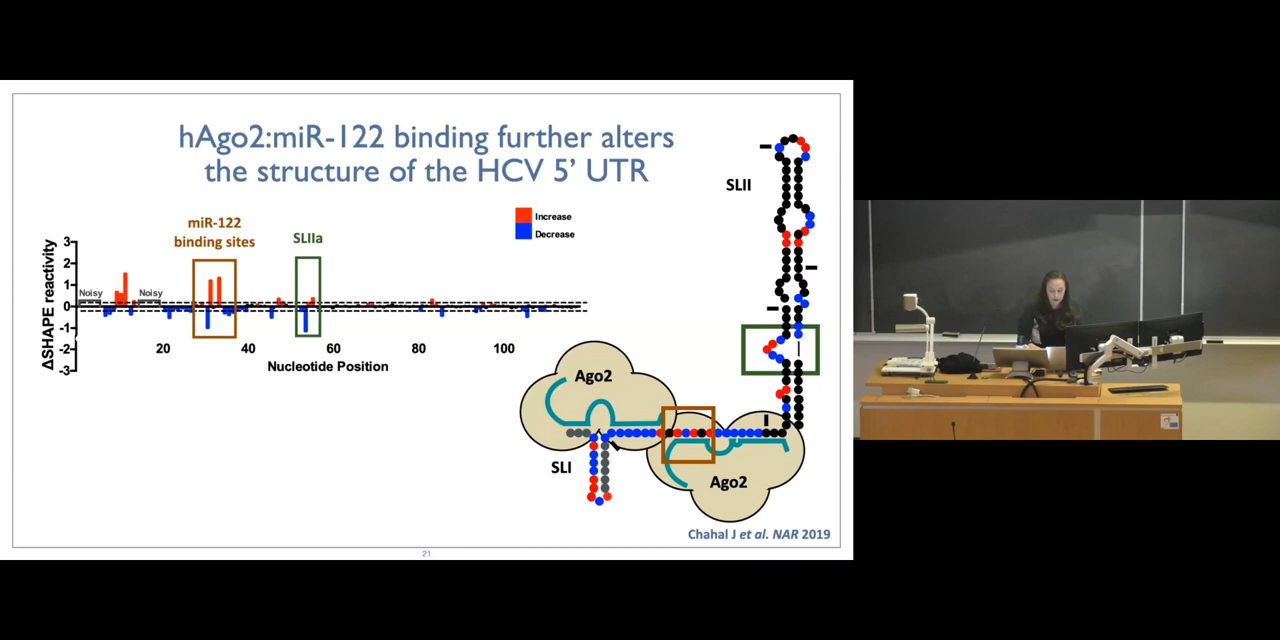 hAgo2:miR-122 binding further alters
the structure of the HCV 5’ UTR
miR-122
binding sites
SLIIa
Increase
Decrease
ΔSHAPE reactivity
3
2
1
0
-1
-2
-3
Noisy
Noisy
20
40
60
80
100
Nucleotide Position
SLII
Ago2
SLI
Ago2
Chahal J et al. NAR 2019
21